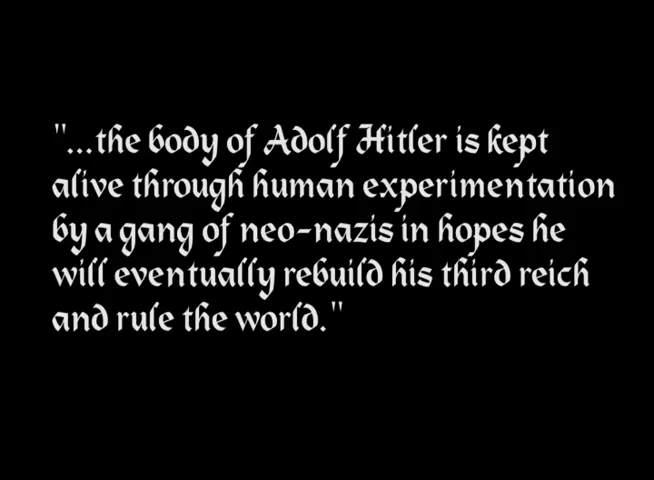 "...the body of Adolf Hitler is kept
alive through human experimentation
by a gang of neo-nazis in hopes he
will eventually rebuild his third reich
and rule the world."